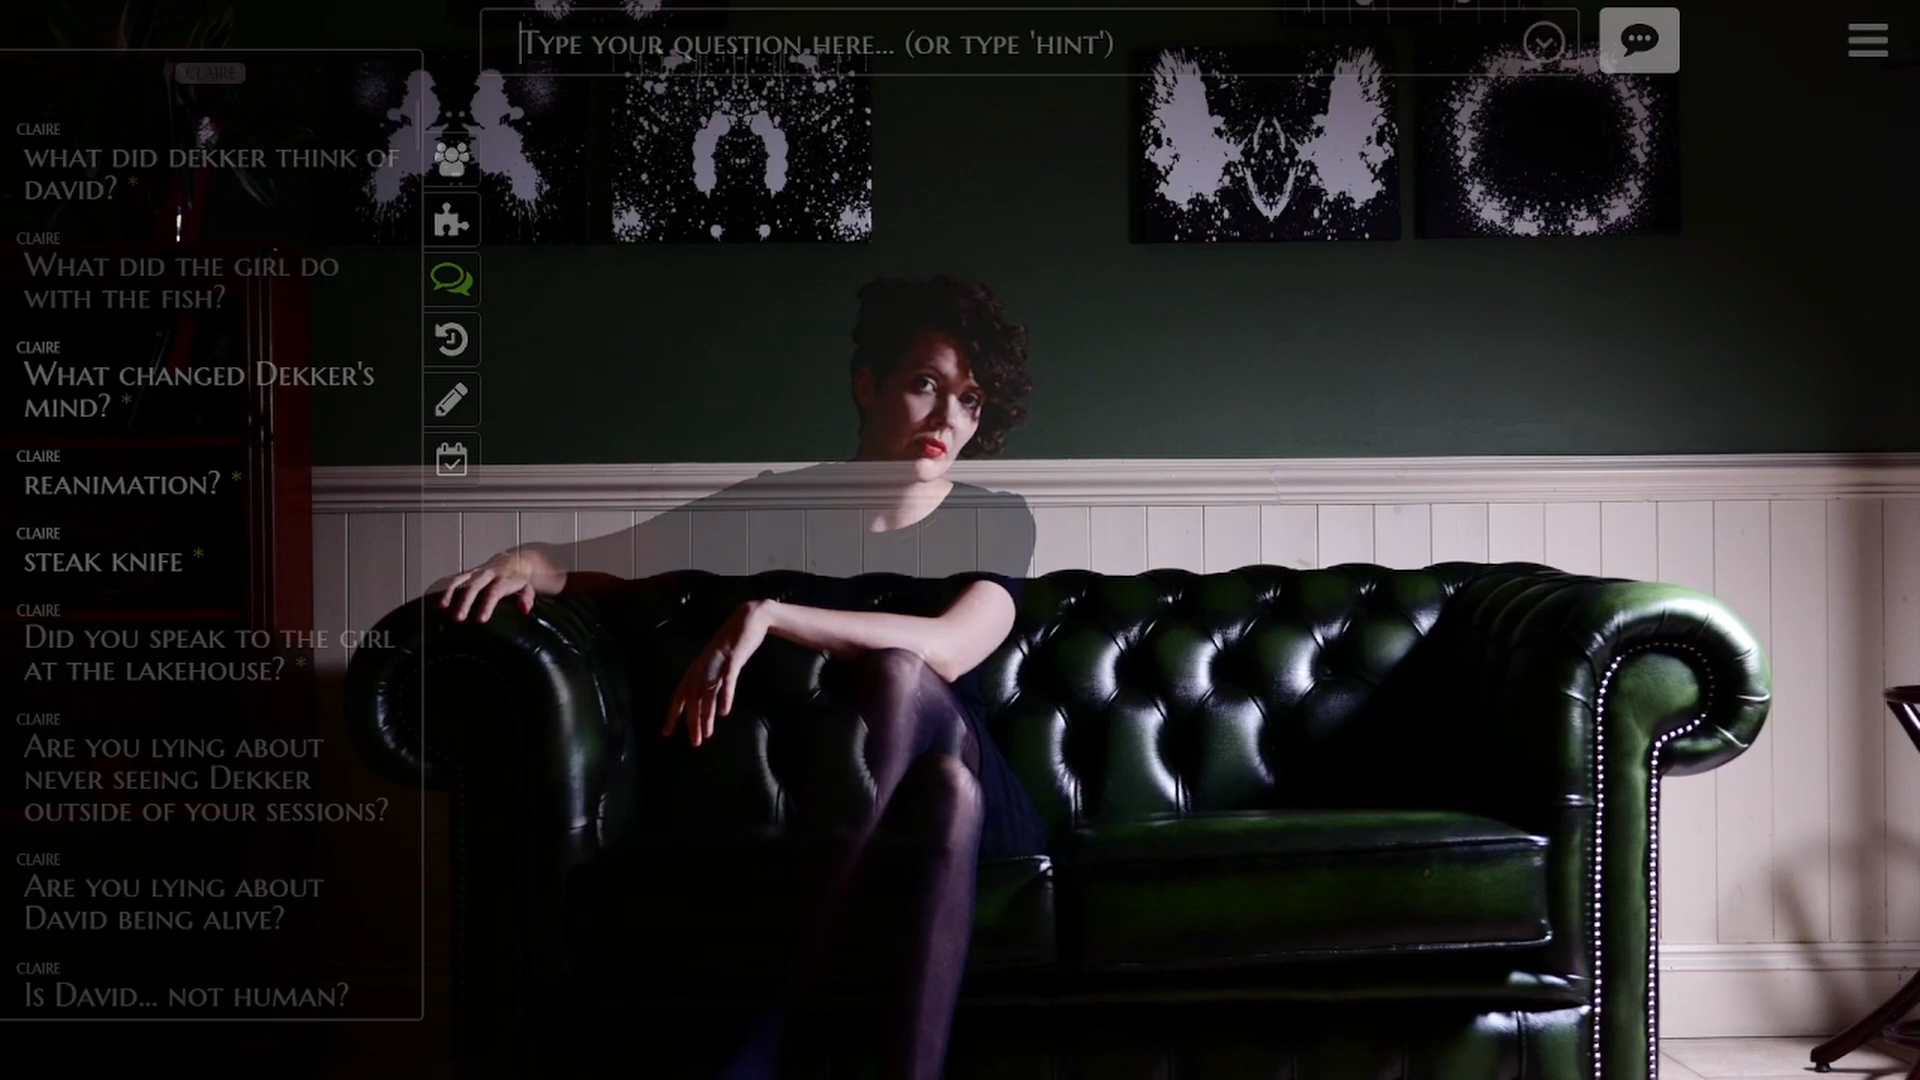 Type your question here... (or type 'hint')
CLAIRE
CLAIRE
what did Dekker think of
David? *
CLAIRE
What did the girl do
with the fish?
CLAIRE
What changed Dekker's
mind? *
CLAIRE
reanimation? *
CLAIRE
steak knife *
CLAIRE
Did you speak to the girl
at the lakehouse? *
CLAIRE
Are you lying about
never seeing Dekker
outside of your sessions?
CLAIRE
Are you lying about
David being alive?
CLAIRE
Is David... not human?